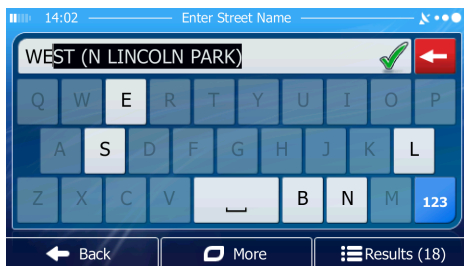 14:02 Enter Street Name
WEST (N LINCOLN PARK)
Q W E R T Y U I O P
A S D F G H J K L
Z X C V B N M 123
Back More Results (18)